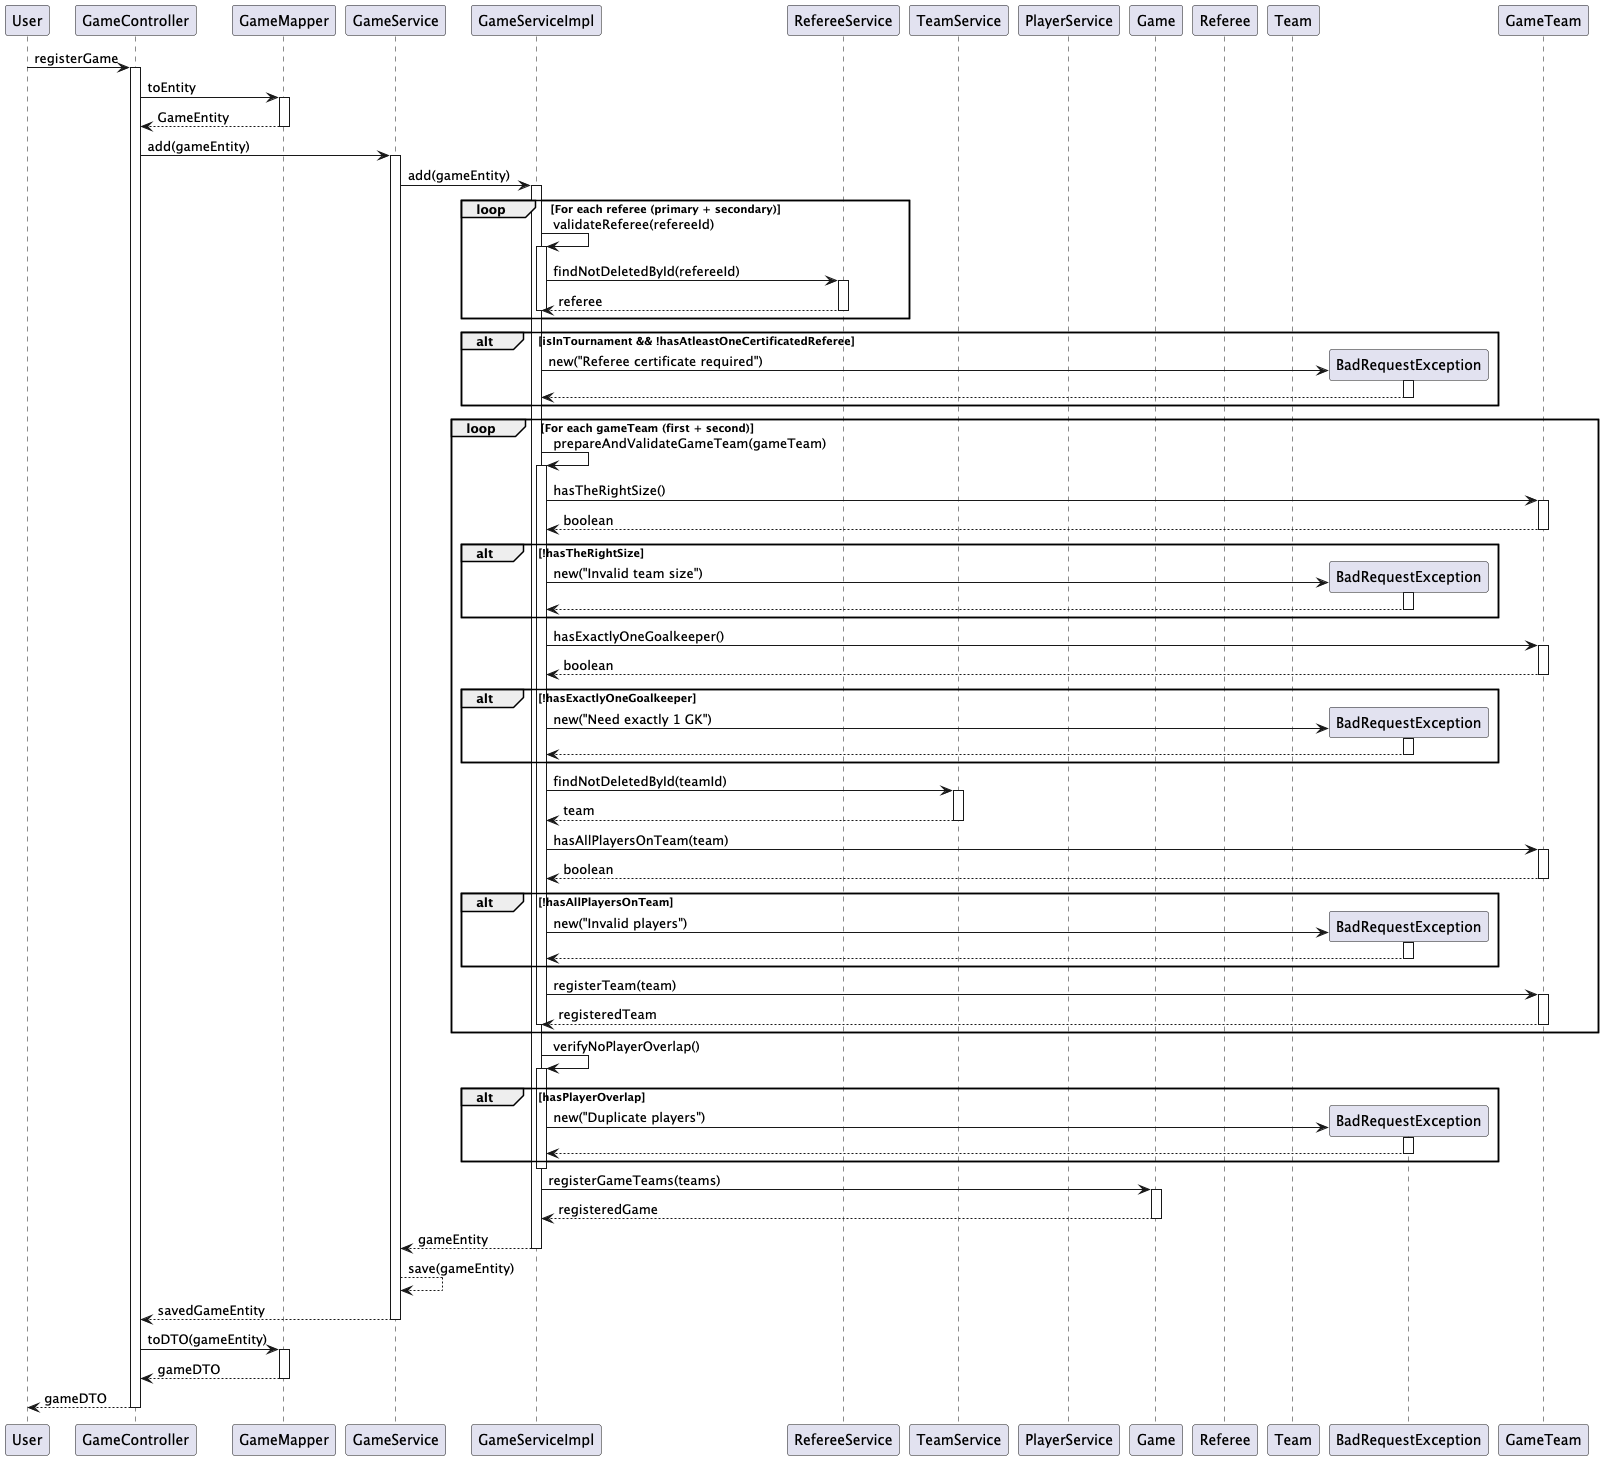 User GameController GameMapper GameService GameServiceImpl RefereeService TeamService PlayerService Game Referee Team GameTeam
registerGame
toEntity
GameEntity
add(gameEntity)
add(gameEntity)
loop [For each referee (primary + secondary)]
validateReferee(refereeId)
findNotDeletedById(refereeId)
referee
alt [isInTournament && !hasAtleastOneCertificatedReferee]
new("Referee certificate required") BadRequestException
loop [For each gameTeam (first + second)]
prepareAndValidateGameTeam(gameTeam)
hasTheRightSize()
boolean
alt [!hasTheRightSize]
new("Invalid team size") BadRequestException
hasExactlyOneGoalkeeper()
boolean
alt [!hasExactlyOneGoalkeeper]
new("Need exactly 1 GK") BadRequestException
findNotDeletedById(teamId)
team
hasAllPlayersOnTeam(team)
boolean
alt [!hasAllPlayersOnTeam]
new("Invalid players") BadRequestException
registerTeam(team)
registeredTeam
verifyNoPlayerOverlap()
alt [hasPlayerOverlap]
new("Duplicate players") BadRequestException
registerGameTeams(teams)
registeredGame
gameEntity
save(gameEntity)
savedGameEntity
toDTO(gameEntity)
gameDTO
gameDTO
User GameController GameMapper GameService GameServiceImpl RefereeService TeamService PlayerService Game Referee Team BadRequestException GameTeam